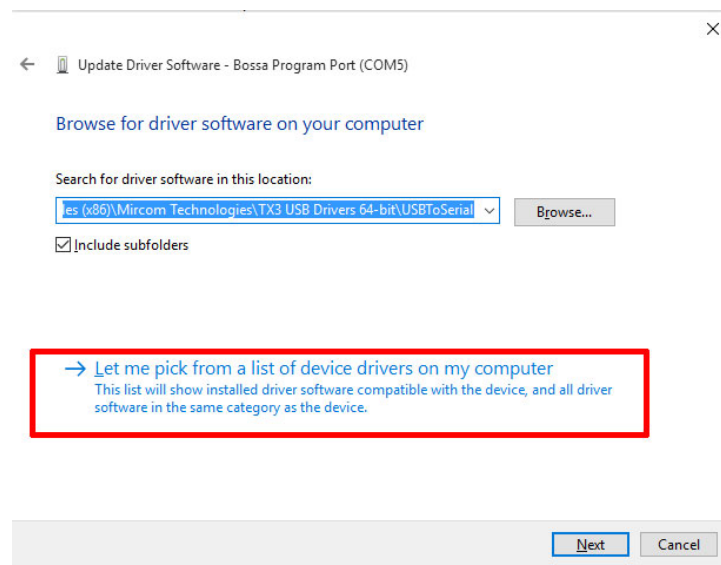 Update Driver Software - Bossa Program Port (COM5)
Browse for driver software on your computer
Search for driver software in this location:
les (x86)\Mircom Technologies\TX3 USB Drivers 64-bit\USBToSerial
Browse...
Include subfolders
Let me pick from a list of device drivers on my computer
This list will show installed driver software compatible with the device, and all driver
software in the same category as the device.
Next
Cancel